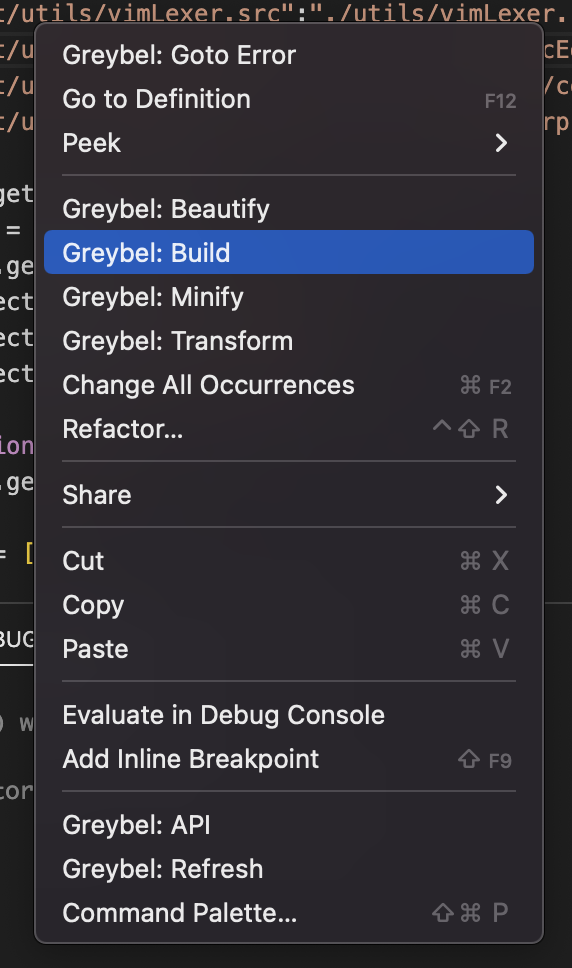 t/utils/vimLexer.src":"./utils/vimLexer.
Greybel: Goto Error
Go to Definition F12
Peek
Greybel: Beautify
Greybel: Build
Greybel: Minify
Greybel: Transform
Change All Occurrences ⌘ F2
Refactor... ⌃⇧ R
Share
Cut ⌘ X
Copy ⌘ C
Paste ⌘ V
Evaluate in Debug Console
Add Inline Breakpoint ⇧ F9
Greybel: API
Greybel: Refresh
Command Palette... ⇧⌘ P